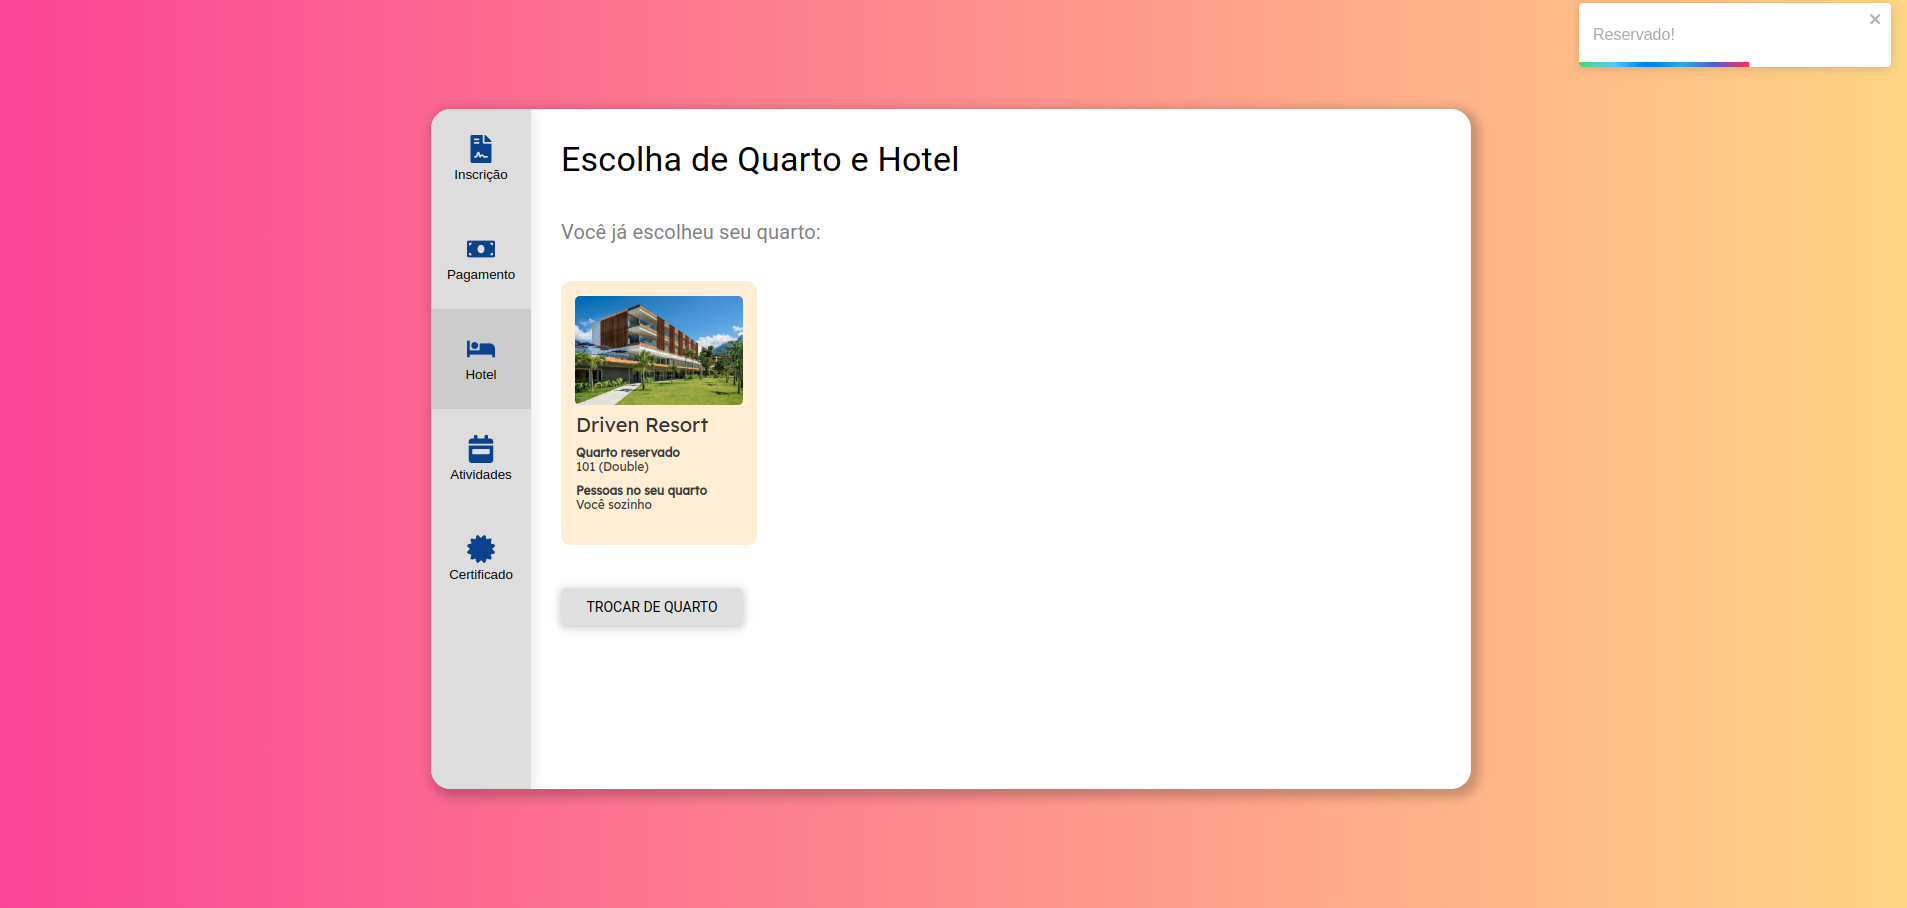 Reservado!
Inscrição
Pagamento
Hotel
Atividades
Certificado
Escolha de Quarto e Hotel
Você já escolheu seu quarto:
Driven Resort
Quarto reservado
101 (Double)
Pessoas no seu quarto
Você sozinho
TROCAR DE QUARTO